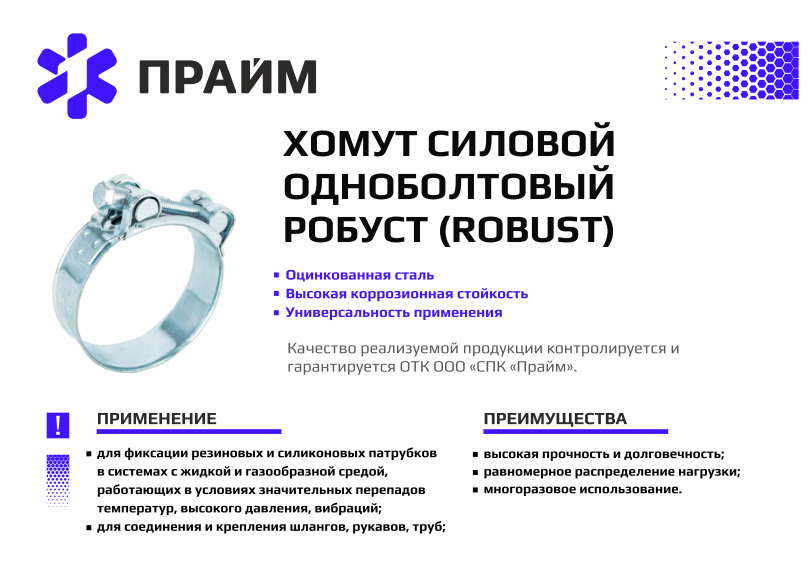 ПРАЙМ
ХОМУТ СИЛОВОЙ
ОДНОБОЛТОВЫЙ
РОБУСТ (ROBUST)
Оцинкованная сталь
Высокая коррозионная стойкость
Универсальность применения
Качество реализуемой продукции контролируется и
гарантируется ОТК ООО «СПК «Прайм».
!
ПРИМЕНЕНИЕ
для фиксации резиновых и силиконовых патрубков
в системах с жидкой и газообразной средой,
работающих в условиях значительных перепадов
температур, высокого давления, вибраций;
для соединения и крепления шлангов, рукавов, труб;
ПРЕИМУЩЕСТВА
высокая прочность и долговечность;
равномерное распределение нагрузки;
многоразовое использование.